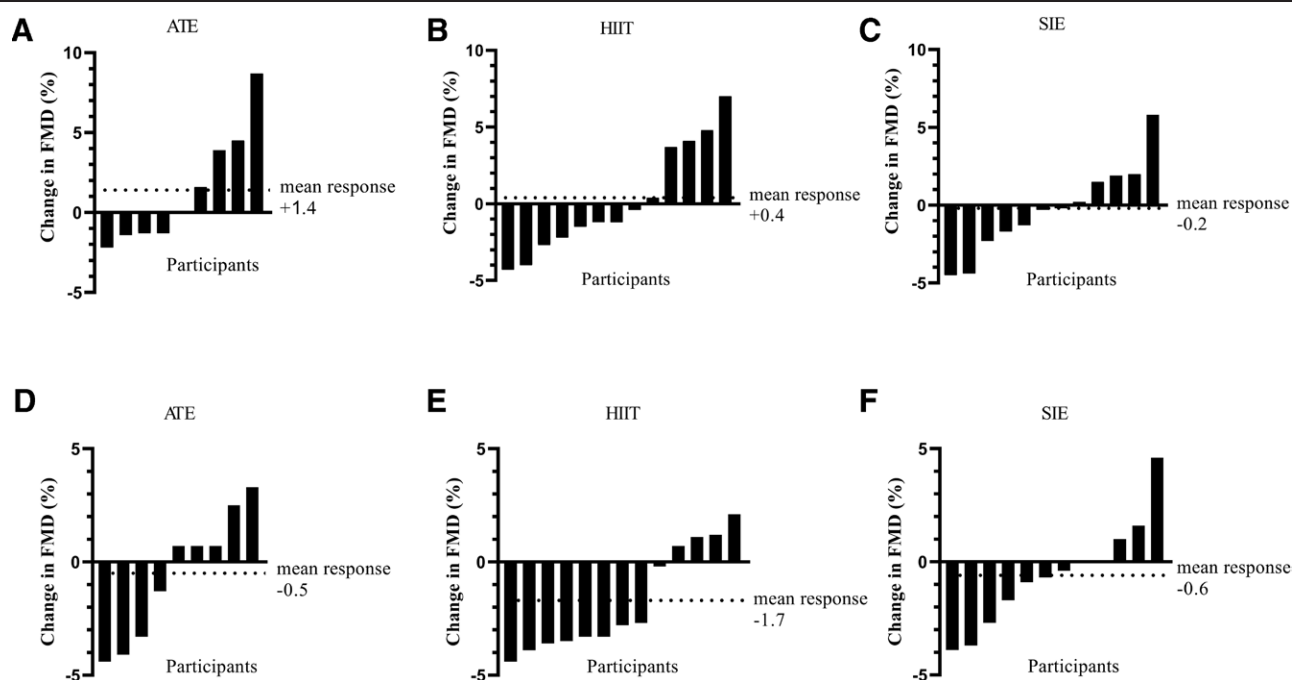 A
ATE
Change in FMD (%)
10
5
0
-5
mean response
+1.4
Participants
B
HIIT
Change in FMD (%)
10
5
0
-5
mean response
+0.4
Participants
C
SIE
Change in FMD (%)
10
5
0
-5
mean response
-0.2
Participants
D
ATE
Change in FMD (%)
5
0
-5
mean response
-0.5
Participants
E
HIIT
Change in FMD (%)
5
0
-5
mean response
-1.7
Participants
F
SIE
Change in FMD (%)
5
0
-5
mean response
-0.6
Participants